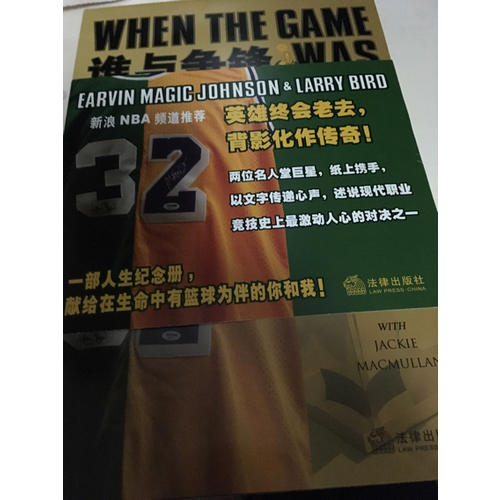 WHEN THE GAME
谁与争锋 WAS
EARVIN MAGIC JOHNSON & LARRY BIRD
新浪 NBA 频道推荐
英雄终会老去,
背影化作传奇!
32
两位名人堂巨星,纸上携手,
以文字传递心声,述说现代职业
竞技史上最激动人心的对决之一
一部人生纪念册,
献给在生命中有篮球为伴的你和我!
法律出版社
LAW PRESS·CHINA
WITH
JACKIE
MACMULLAN
法律出版
LAW PRESS·CHI